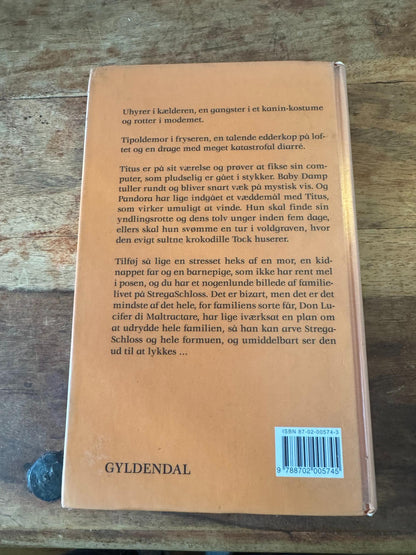 Uhyrer i kælderen, en gangster i et kanin-kostume
og rotter i modemet.
Tipoldemor i fryseren, en talende edderkop på lof-
tet og en drage med meget katastrofal diarré.
Titus er på sit værelse og prøver at fikse sin com-
puter, som pludselig er gået i stykker. Baby Damp
tuller rundt og bliver snart væk på mystisk vis. Og
Pandora har lige indgået et væddemål med Titus,
som virker umuligt at vinde. Hun skal finde sin
yndlingsrotte og dens tolv unger inden fem dage,
ellers skal hun svømme en tur i voldgraven, hvor
den evigt sultne krokodille Tock huserer.
Tilføj så lige en stresset heks af en mor, en kid-
nappet far og en barnepige, som ikke har rent mel
i posen, og du har et nogenlunde billede af familie-
livet på StregaSchloss. Det er bizart, men det er det
mindste af det hele, for familiens sorte får, Don Lu-
cifer di Maltractare, har lige iværksat en plan om
at udrydde hele familien, så han kan arve Strega-
Schloss og hele formuen, og umiddelbart ser den
ud til at lykkes ...
ISBN 87-02-00574-3
9 788702 005745
GYLDENDAL